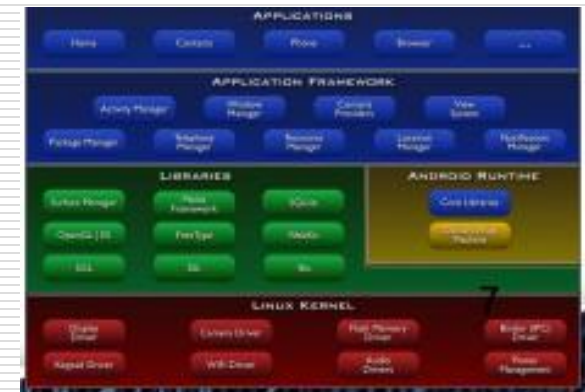 APPLICATIONS
Home Contacts Phone Browser ...
APPLICATION FRAMEWORK
Activity Manager Window Manager Content Providers View System
Package Manager Telephony Manager Resource Manager Location Manager Notification Manager
LIBRARIES
Surface Manager Media Framework SQLite
OpenGL | ES FreeType WebKit
SGL SSL libc
ANDROID RUNTIME
Core Libraries
Machine
7
LINUX KERNEL
Display Driver Camera Driver Flash Memory Driver Binder (IPC) Driver
Keypad Driver WiFi Driver Audio Drivers Power Management